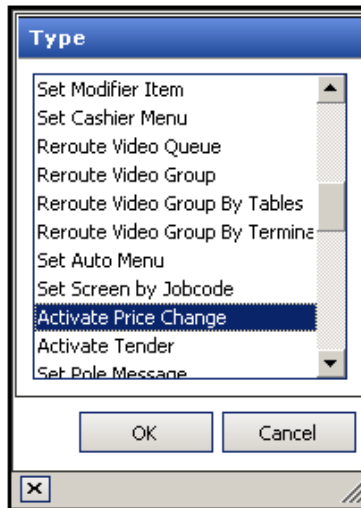 Type
Set Modifier Item
Set Cashier Menu
Reroute Video Queue
Reroute Video Group
Reroute Video Group By Tables
Reroute Video Group By Termina
Set Auto Menu
Set Screen by Jobcode
Activate Price Change
Activate Tender
Set Pole Message
OK
Cancel